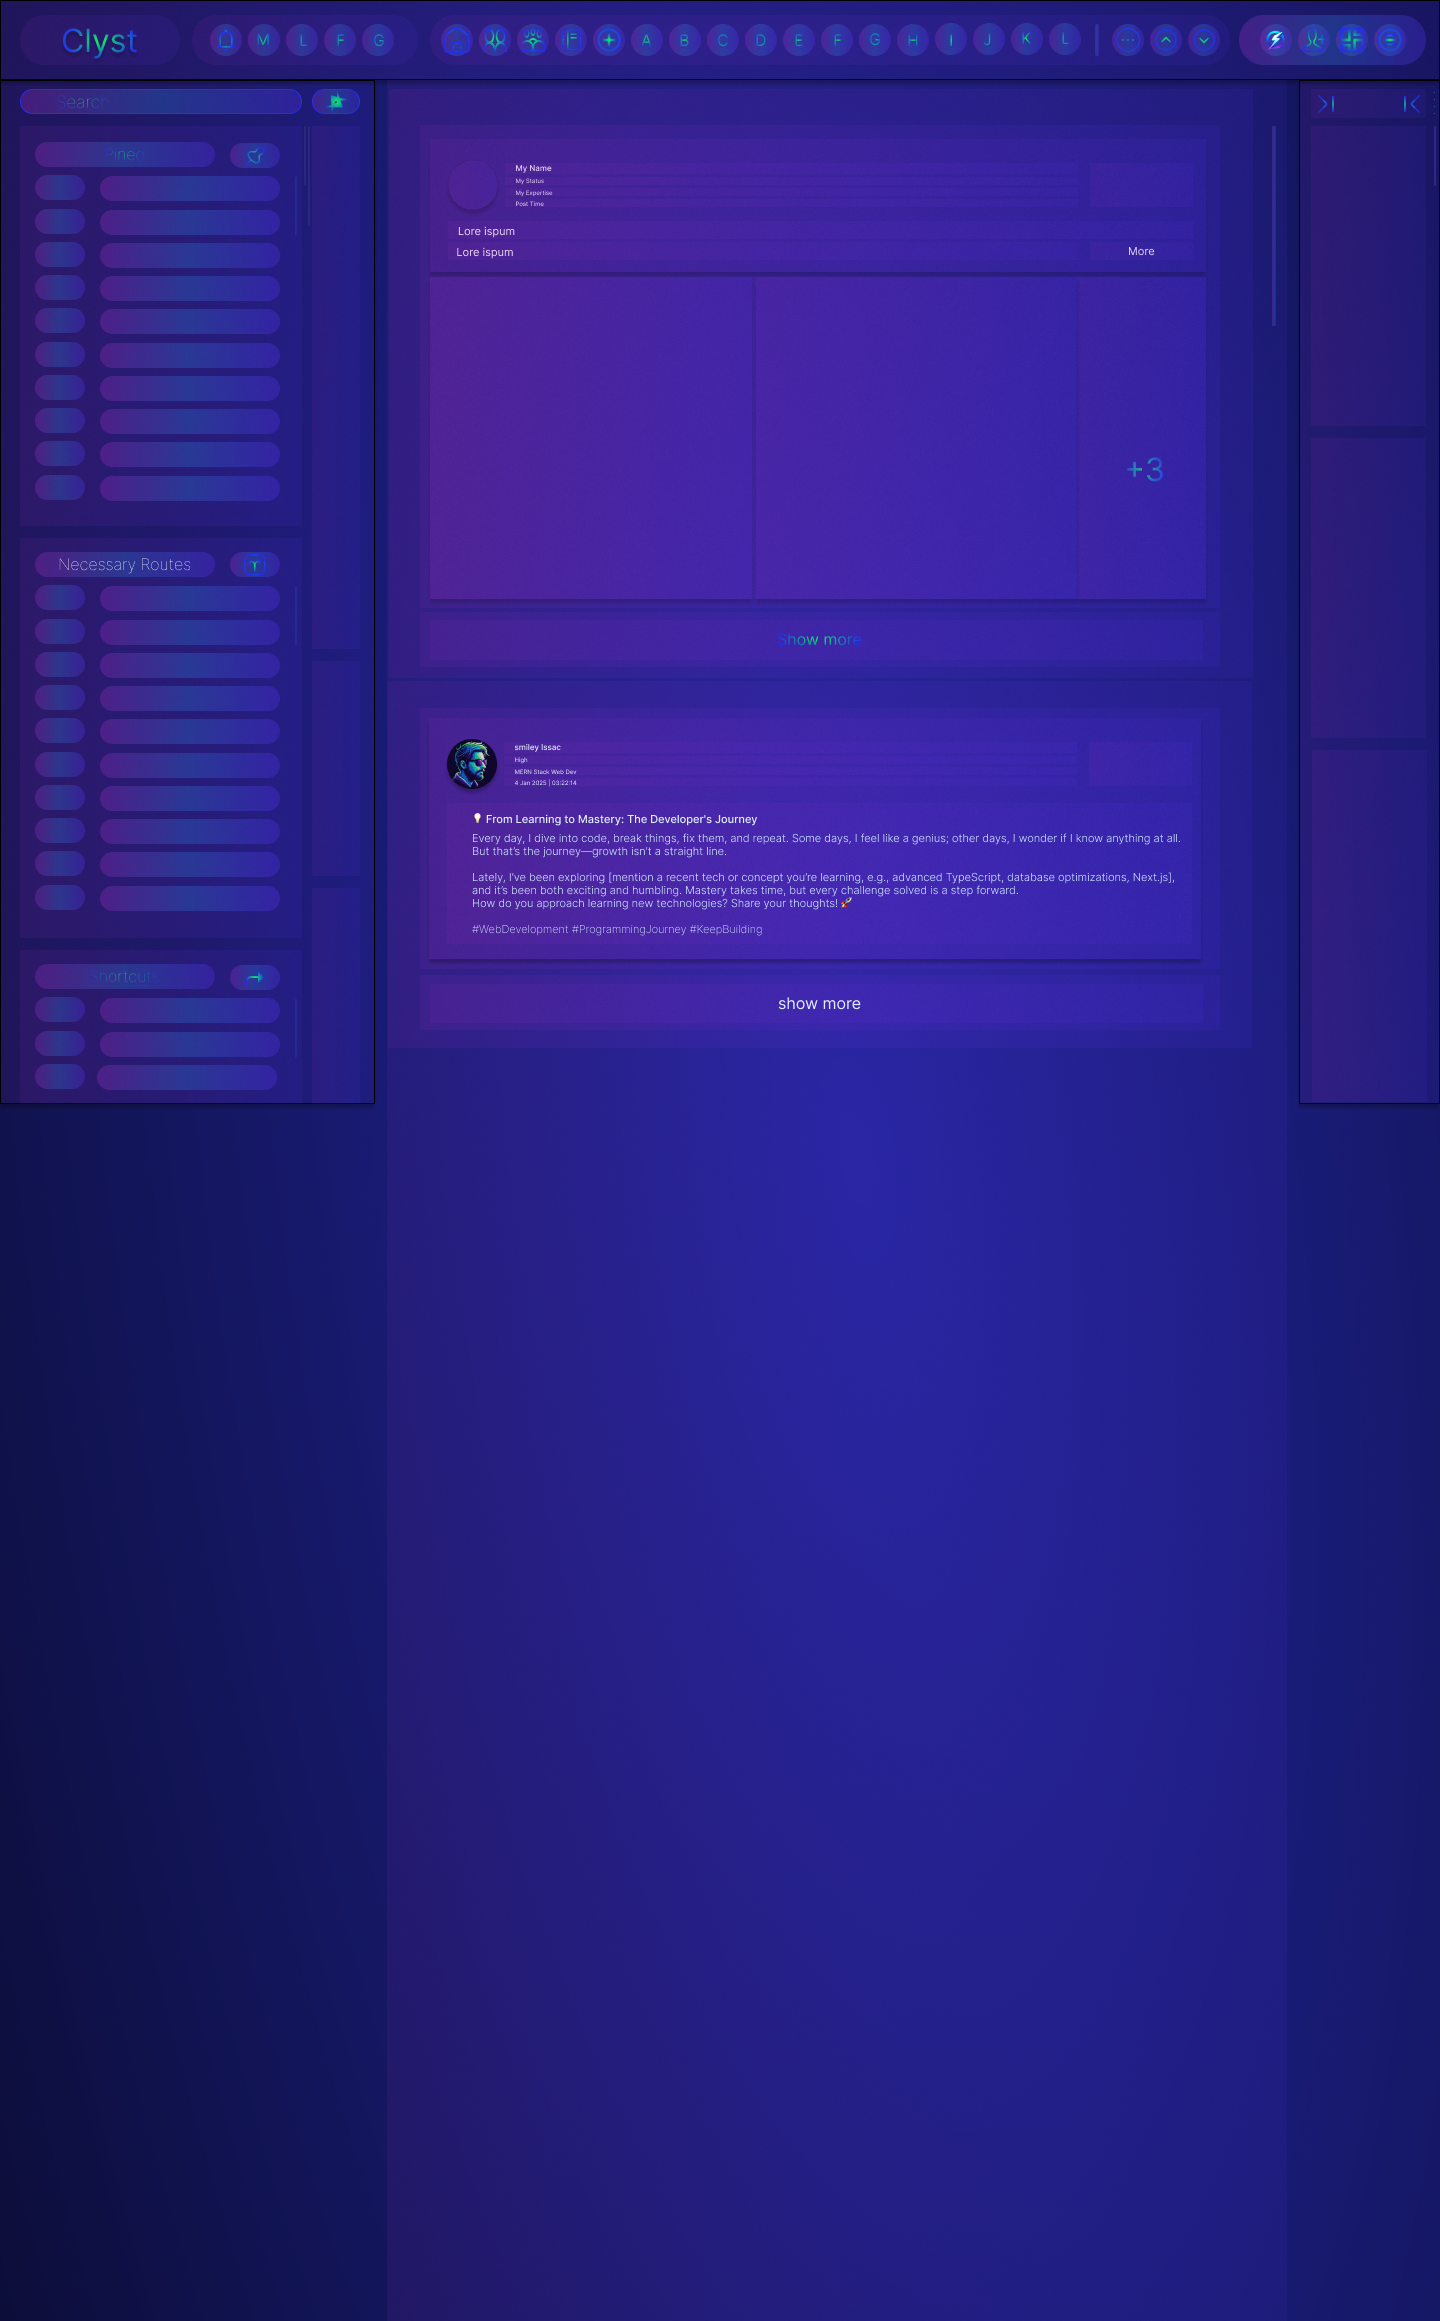 Clyst
M L F G
A B C D E F G H I J K L
Search
Pined
Necessary Routes
Shortcut
My Name
My Status
My Expertise
Post Time
Lore ispum
Lore ispum
More
+3
Show more
smiley Issac
High
MERN Stack Web Dev
4 Jan 2025 | 03:22:14
💡 From Learning to Mastery: The Developer's Journey
Every day, I dive into code, break things, fix them, and repeat. Some days, I feel like a genius; other days, I wonder if I know anything at all.
But that's the journey—growth isn't a straight line.
Lately, I've been exploring [mention a recent tech or concept you're learning, e.g., advanced TypeScript, database optimizations, Next.js],
and it's been both exciting and humbling. Mastery takes time, but every challenge solved is a step forward.
How do you approach learning new technologies? Share your thoughts! 🚀
#WebDevelopment #ProgrammingJourney #KeepBuilding
show more